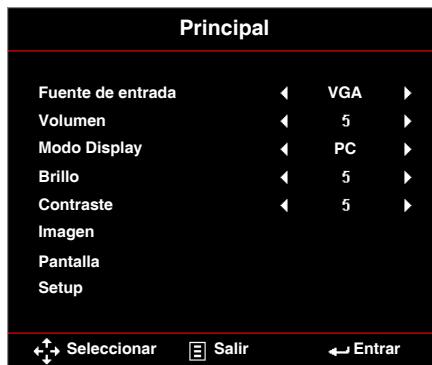 Principal
Fuente de entrada VGA
Volumen 5
Modo Display PC
Brillo 5
Contraste 5
Imagen
Pantalla
Setup
Seleccionar Salir Entrar